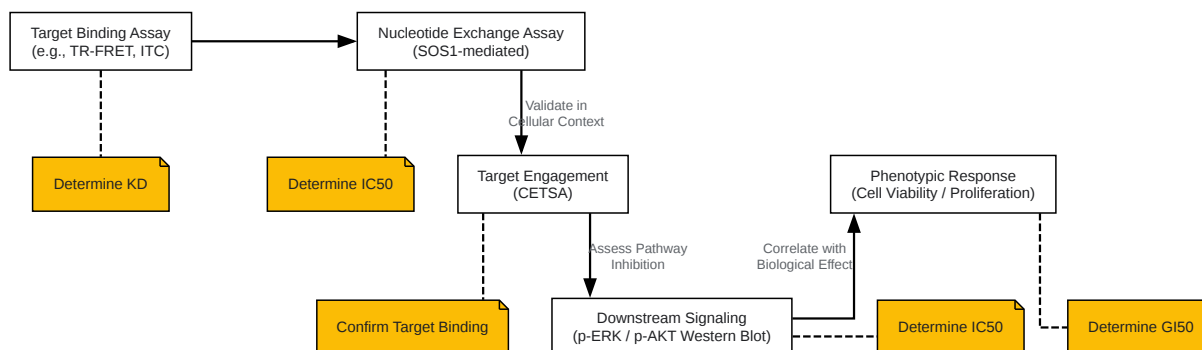 Target Binding Assay
(e.g., TR-FRET, ITC)
Nucleotide Exchange Assay
(SOS1-mediated)
Validate in
Cellular Context
Determine KD
Determine IC50
Target Engagement
(CETSA)
Phenotypic Response
(Cell Viability / Proliferation)
Assess Pathway
Inhibition
Correlate with
Biological Effect
Confirm Target Binding
Downstream Signaling
(p-ERK / p-AKT Western Blot)
Determine IC50
Determine GI50